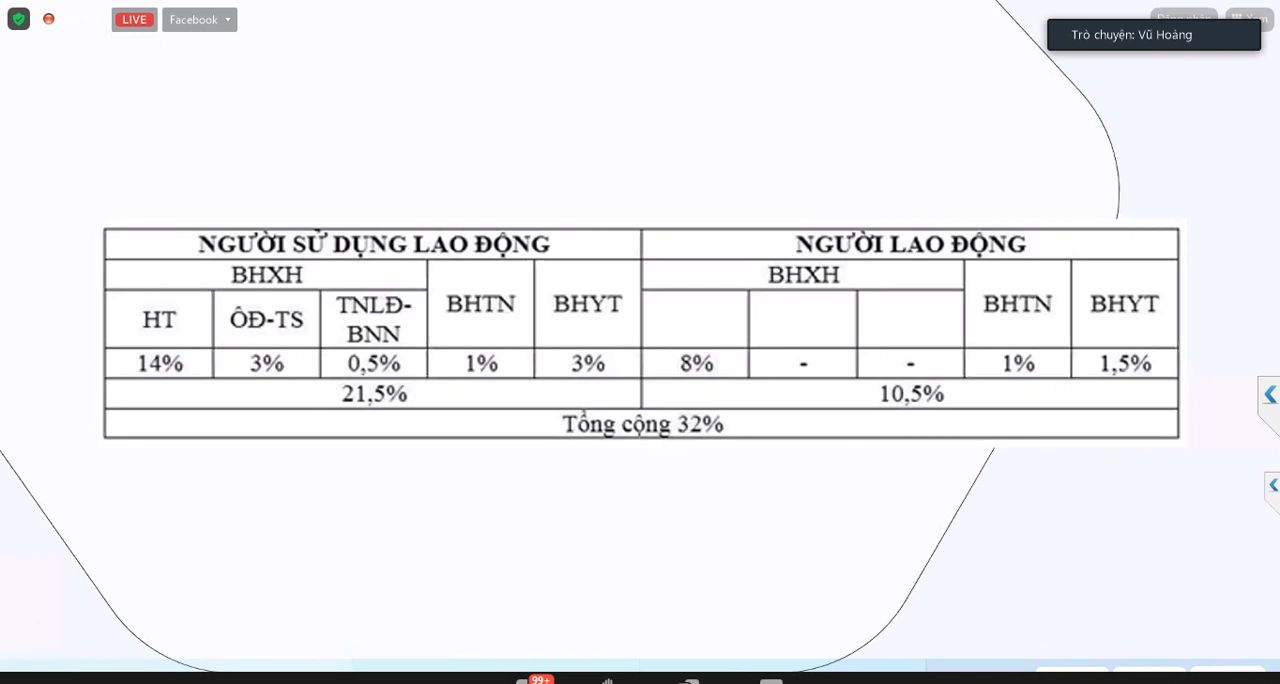 LIVE
Facebook
Trò chuyện: Vũ Hoáng
NGƯỜI SỬ DỤNG LAO ĐỘNG
NGƯỜI LAO ĐỘNG
BHXH
BHTN
BHYT
BHXH
BHTN
BHYT
HT
ÔĐ-TS
TNLĐ-
BNN
14%
3%
0,5%
1%
3%
8%
-
-
1%
1,5%
21,5%
10,5%
Tổng cộng 32%
99+